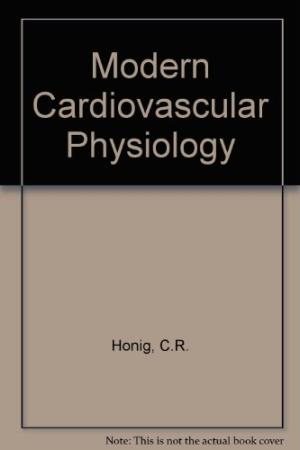 Modern
Cardiovascular
Physiology
Honig, C.R.
Note: This is not the actual book cover